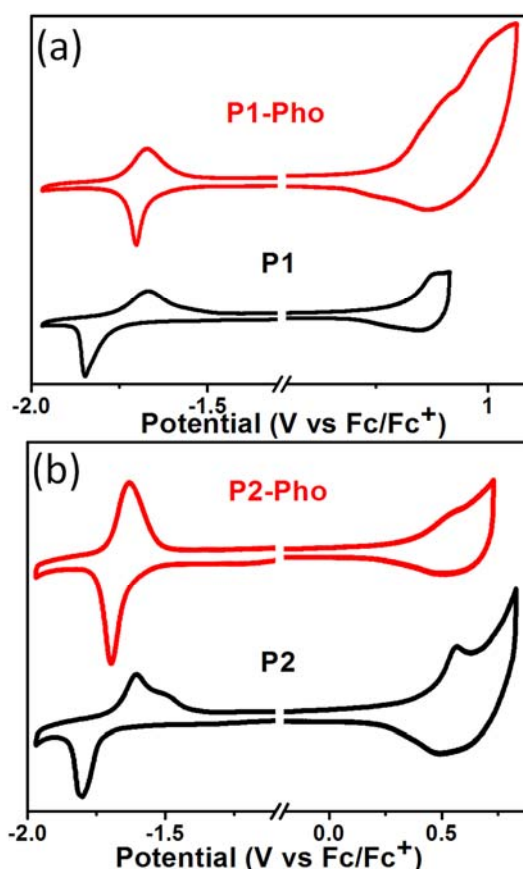 (a)
P1-Pho
P1
-2.0 -1.5 // 1
Potential (V vs Fc/Fc+)
(b)
P2-Pho
P2
-2.0 -1.5 // 0.0 0.5
Potential (V vs Fc/Fc+)